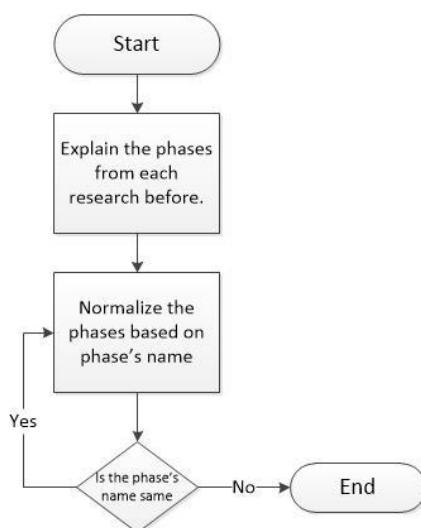 Start
Explain the phases
from each
research before.
Normalize the
phases based on
phase's name
Yes
Is the phase's
name same
No
End